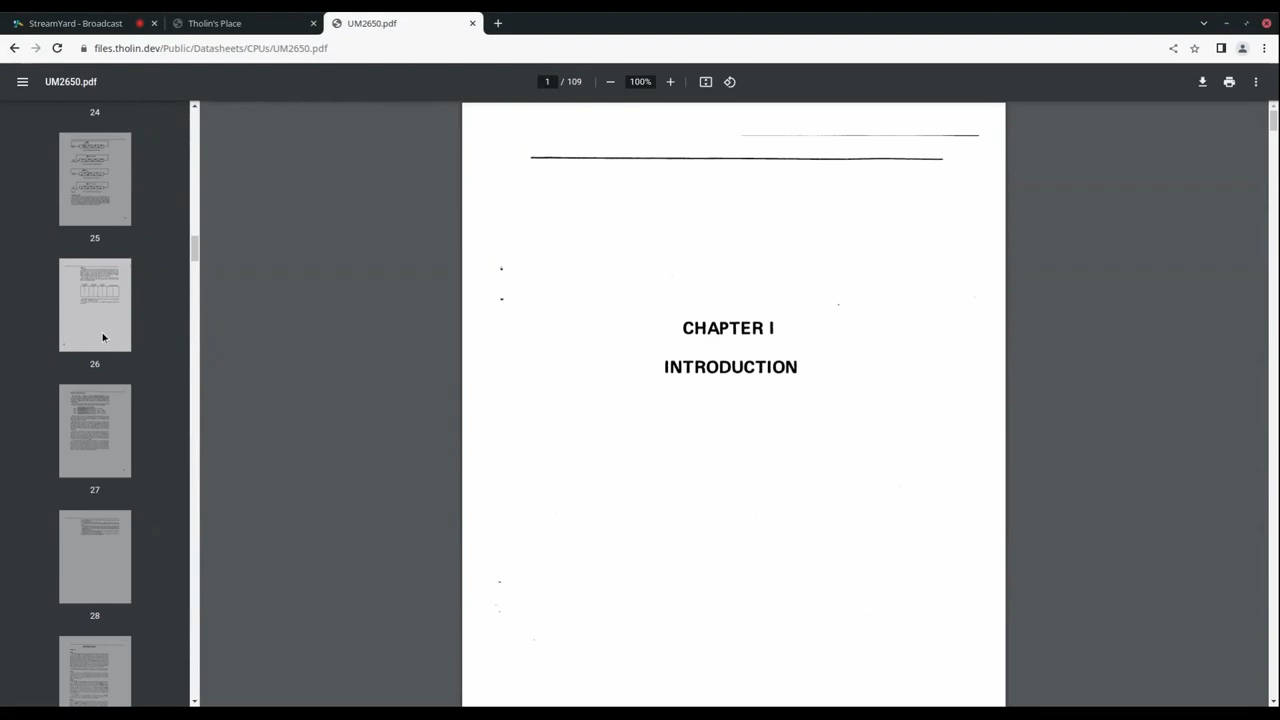 StreamYard - Broadcast
Tholin's Place
UM2650.pdf
files.tholin.dev/Public/Datasheets/CPUs/UM2650.pdf
UM2650.pdf
1 / 109
100%
24
25
26
27
28
CHAPTER I
INTRODUCTION